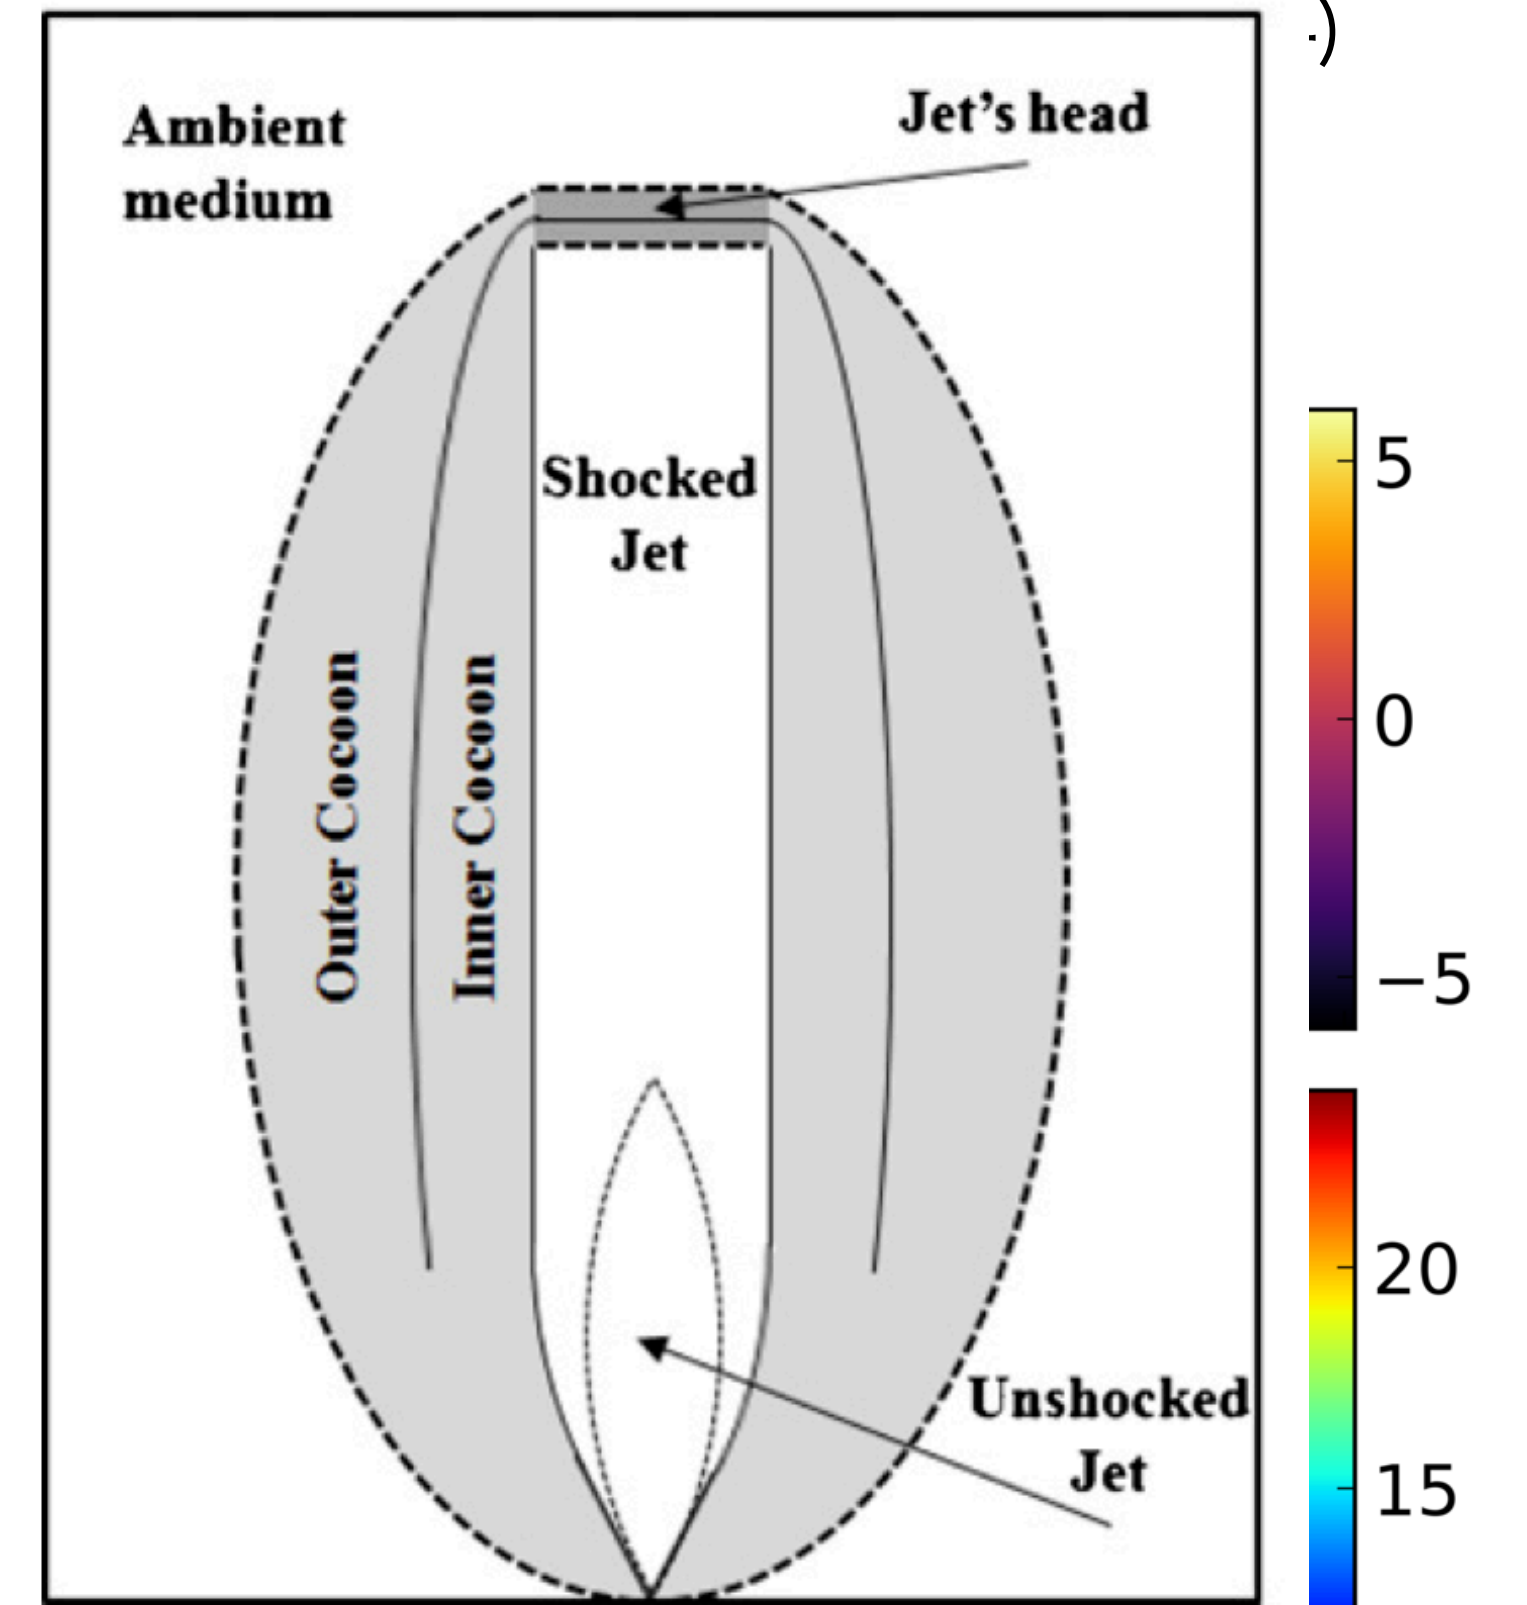 .)
Ambient
medium
Jet’s head
Shocked
Jet
Outer Cocoon
Inner Cocoon
Unshocked
Jet
5
0
−5
20
15